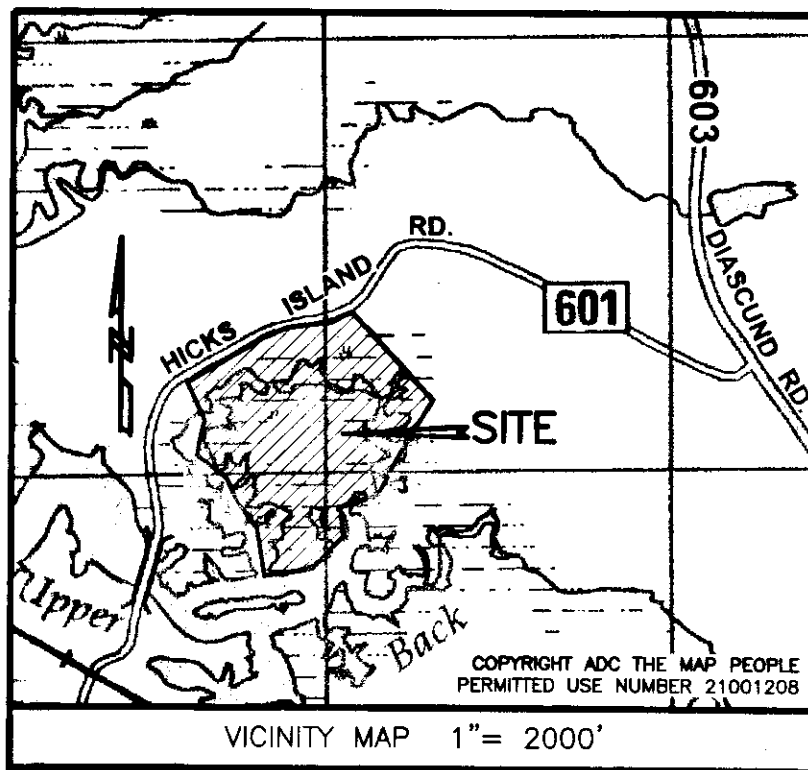 603
HICKS ISLAND RD.
601
DIASCUND RD.
N
SITE
Upper
Back
COPYRIGHT ADC THE MAP PEOPLE
PERMITTED USE NUMBER 21001208
VICINITY MAP 1"= 2000'